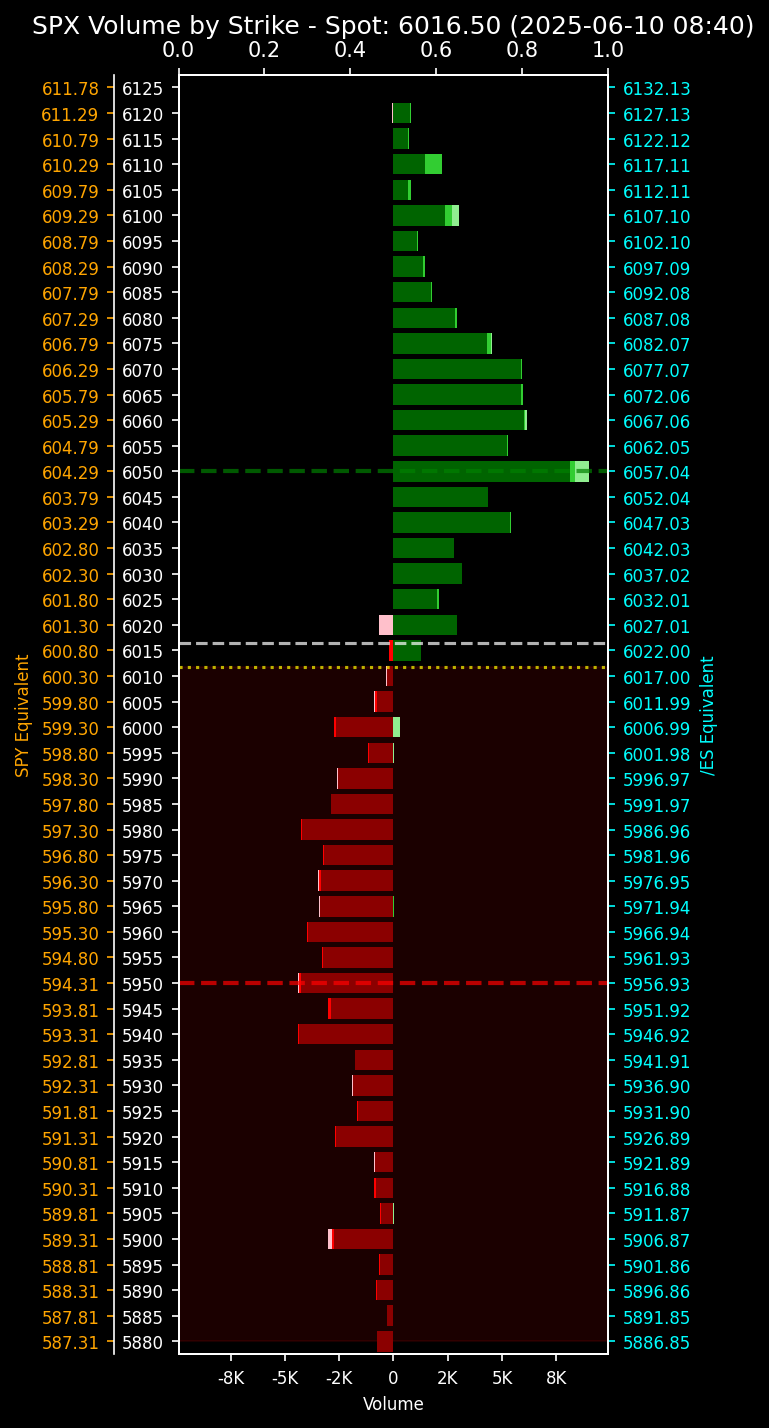 SPX Volume by Strike - Spot: 6016.50 (2025-06-10 08:40)
0.0 0.2 0.4 0.6 0.8 1.0
611.78 6125 6132.13
611.29 6120 6127.13
610.79 6115 6122.12
610.29 6110 6117.11
609.79 6105 6112.11
609.29 6100 6107.10
608.79 6095 6102.10
608.29 6090 6097.09
607.79 6085 6092.08
607.29 6080 6087.08
606.79 6075 6082.07
606.29 6070 6077.07
605.79 6065 6072.06
605.29 6060 6067.06
604.79 6055 6062.05
604.29 6050 6057.04
603.79 6045 6052.04
603.29 6040 6047.03
602.80 6035 6042.03
602.30 6030 6037.02
601.80 6025 6032.01
601.30 6020 6027.01
600.80 6015 6022.00
600.30 6010 6017.00
599.80 6005 6011.99
599.30 6000 6006.99
598.80 5995 6001.98
598.30 5990 5996.97
597.80 5985 5991.97
597.30 5980 5986.96
596.80 5975 5981.96
596.30 5970 5976.95
595.80 5965 5971.94
595.30 5960 5966.94
594.80 5955 5961.93
594.31 5950 5956.93
593.81 5945 5951.92
593.31 5940 5946.92
592.81 5935 5941.91
592.31 5930 5936.90
591.81 5925 5931.90
591.31 5920 5926.89
590.81 5915 5921.89
590.31 5910 5916.88
589.81 5905 5911.87
589.31 5900 5906.87
588.81 5895 5901.86
588.31 5890 5896.86
587.81 5885 5891.85
587.31 5880 5886.85
SPY Equivalent
/ES Equivalent
-8K -5K -2K 0 2K 5K 8K
Volume